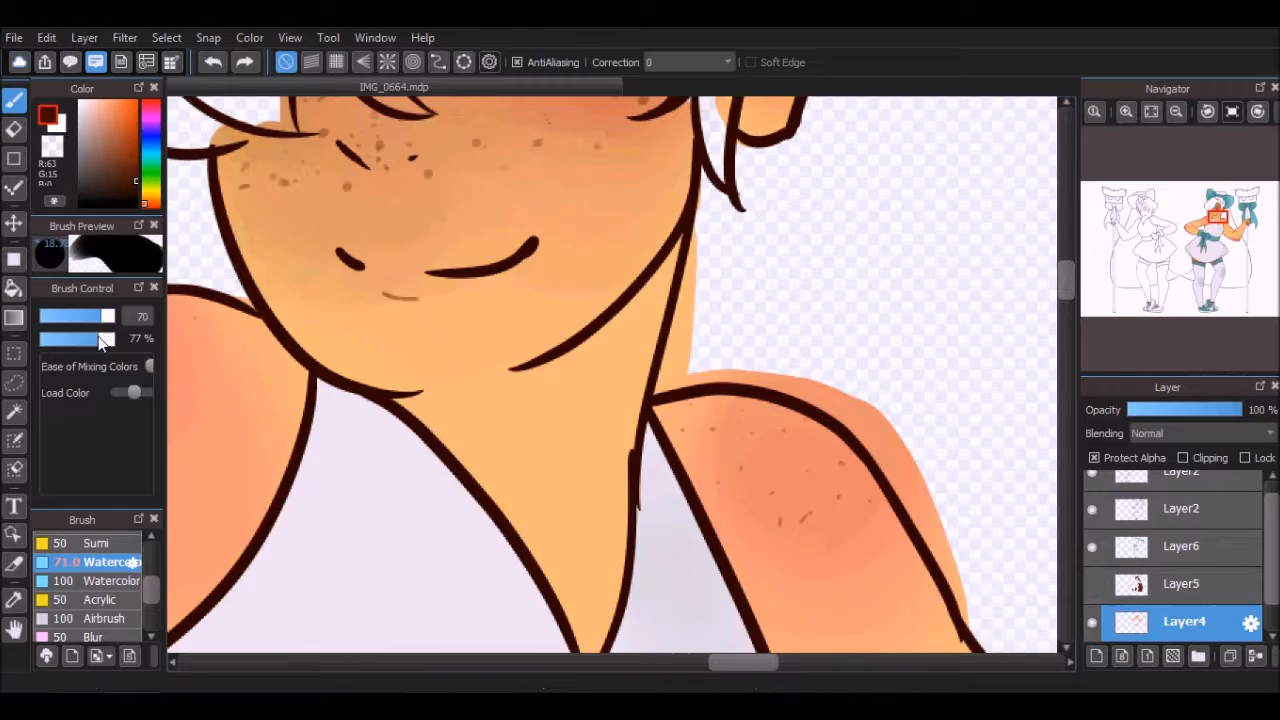 File Edit Layer Filter Select Snap Color View Tool Window Help
AntiAliasing Correction 0 Soft Edge
IMG_0664.mdp
Color
R:63
G:15
B:0
Brush Preview
18.78
Brush Control
70
77 %
Ease of Mixing Colors
Load Color
Brush
50 Sumi
71.0 Waterco
100 Watercolor
50 Acrylic
100 Airbrush
50 Blur
Navigator
Layer
Opacity 100 %
Blending Normal
Protect Alpha Clipping Lock
Layer2
Layer2
Layer6
Layer5
Layer4